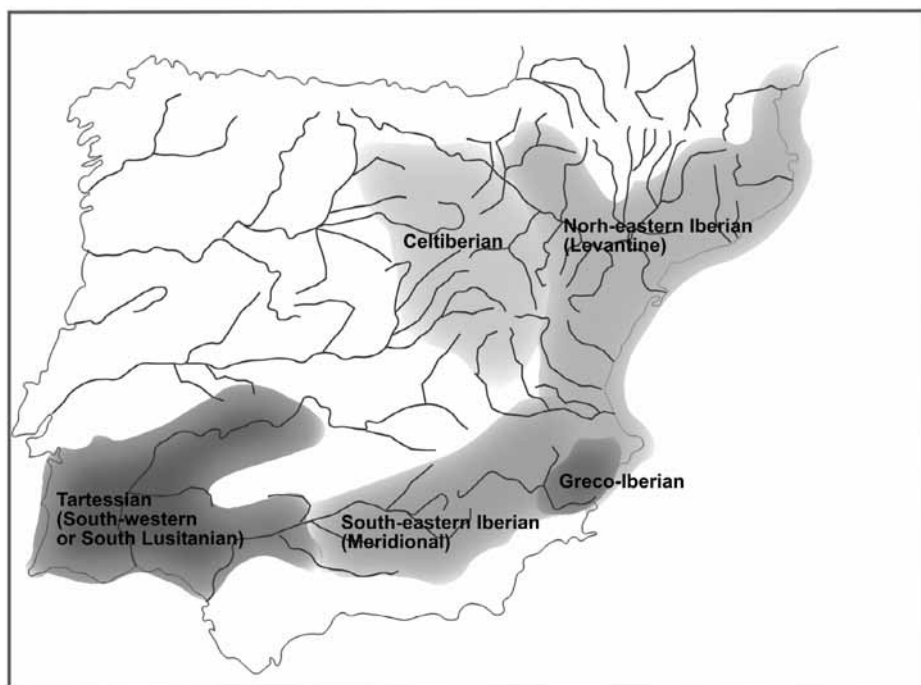 Celtiberian
Norh-eastern Iberian
(Levantine)
Greco-Iberian
Tartessian
(South-western
or South Lusitanian)
South-eastern Iberian
(Meridional)